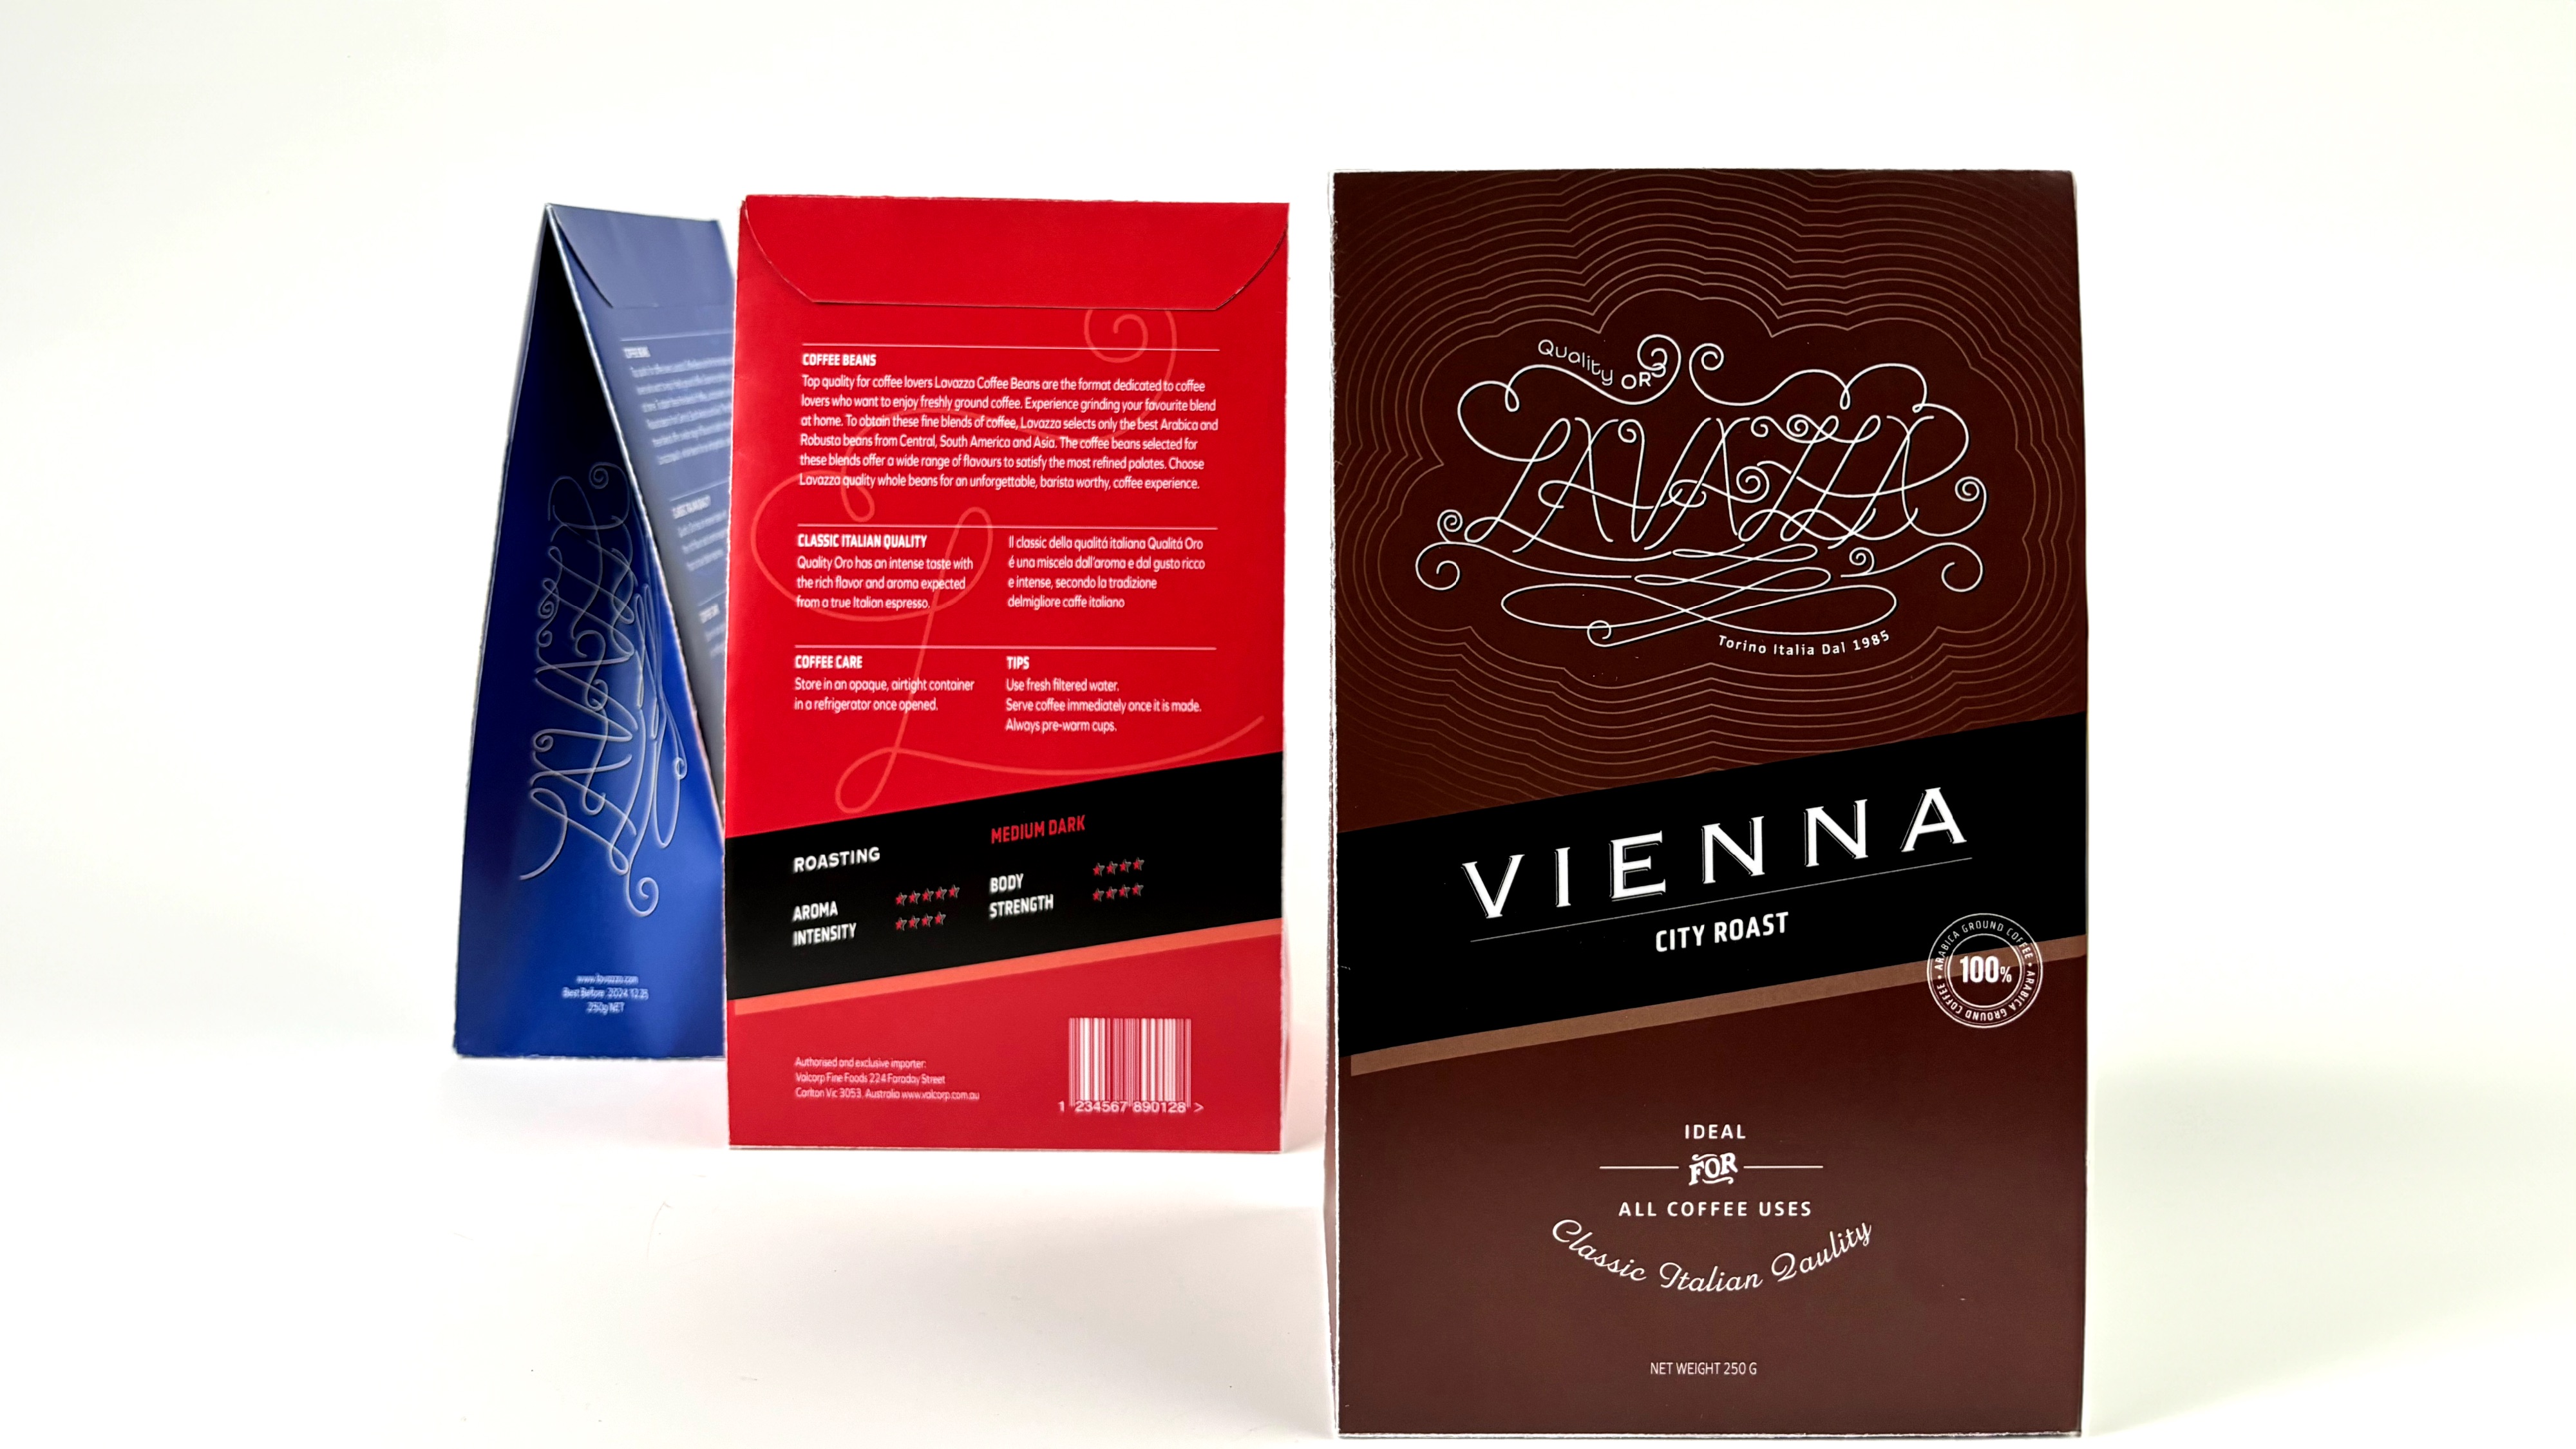 LAVAZZA
www.lavazza.com
Best Before 2024.12.25
250g NET
COFFEE BEANS
Top quality for coffee lovers Lavazza Coffee Beans are the format dedicated to coffee
lovers who want to enjoy freshly ground coffee. Experience grinding your favourite blend
at home. To obtain these fine blends of coffee, Lavazza selects only the best Arabica and
Robusta beans from Central, South America and Asia. The coffee beans selected for
these blends offer a wide range of flavours to satisfy the most refined palates. Choose
Lavazza quality whole beans for an unforgettable, barista worthy, coffee experience.
CLASSIC ITALIAN QUALITY
Quality Oro has an intense taste with
the rich flavor and aroma expected
from a true Italian espresso.
Il classic della qualitá italiana Qualitá Oro
é una miscela dall'aroma e dal gusto ricco
e intense, secondo la tradizione
delmigliore caffe italiano
COFFEE CARE
Store in an opaque, airtight container
in a refrigerator once opened.
TIPS
Use fresh filtered water.
Serve coffee immediately once it is made.
Always pre-warm cups.
ROASTING
MEDIUM DARK
AROMA
INTENSITY
BODY
STRENGTH
Authorised and exclusive importer:
Valcorp Fine Foods 224 Faraday Street
Carlton Vic 3053. Australia www.valcorp.com.au
1 234567 890128 >
Quality OR
LAVAZZA
Torino Italia Dal 1985
VIENNA
CITY ROAST
ARABICA GROUND COFFEE • ARABICA GROUND COFFEE •
100%
IDEAL
FOR
ALL COFFEE USES
Classic Italian Qaulity
NET WEIGHT 250 G